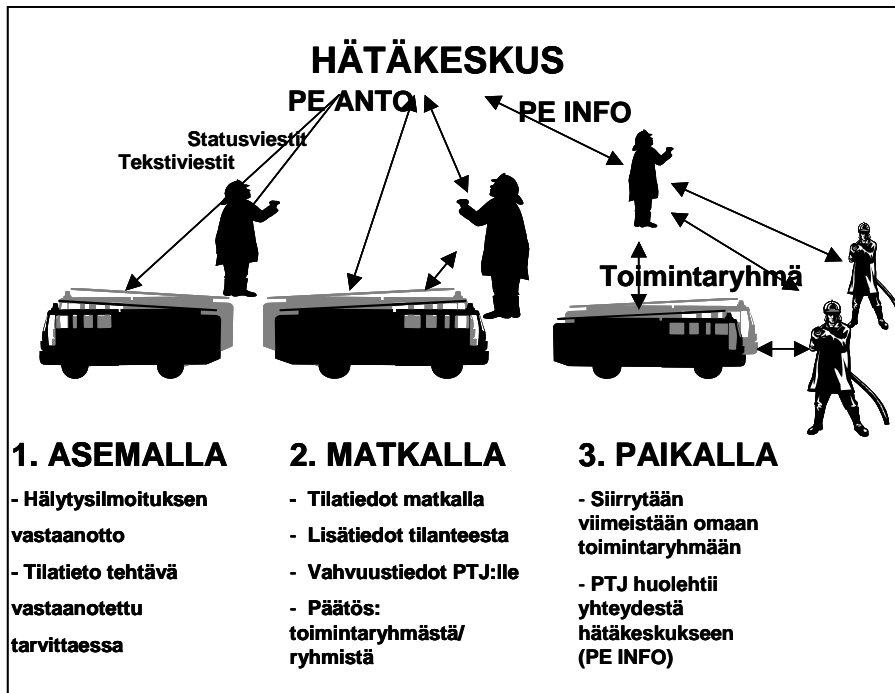 HÄTÄKESKUS
PE ANTO
PE INFO
Statusviestit
Tekstiviestit
Toimintaryhmä
1. ASEMALLA
- Hälytysilmoituksen
vastaanotto
- Tilatieto tehtävä
vastaanotettu
tarvittaessa
2. MATKALLA
- Tilatiedot matkalla
- Lisätiedot tilanteesta
- Vahvuustiedot PTJ:lle
- Päätös:
toimintaryhmästä/
ryhmistä
3. PAIKALLA
- Siirrytään
viimeistään omaan
toimintaryhmään
- PTJ huolehtii
yhteydestä
hätäkeskukseen
(PE INFO)